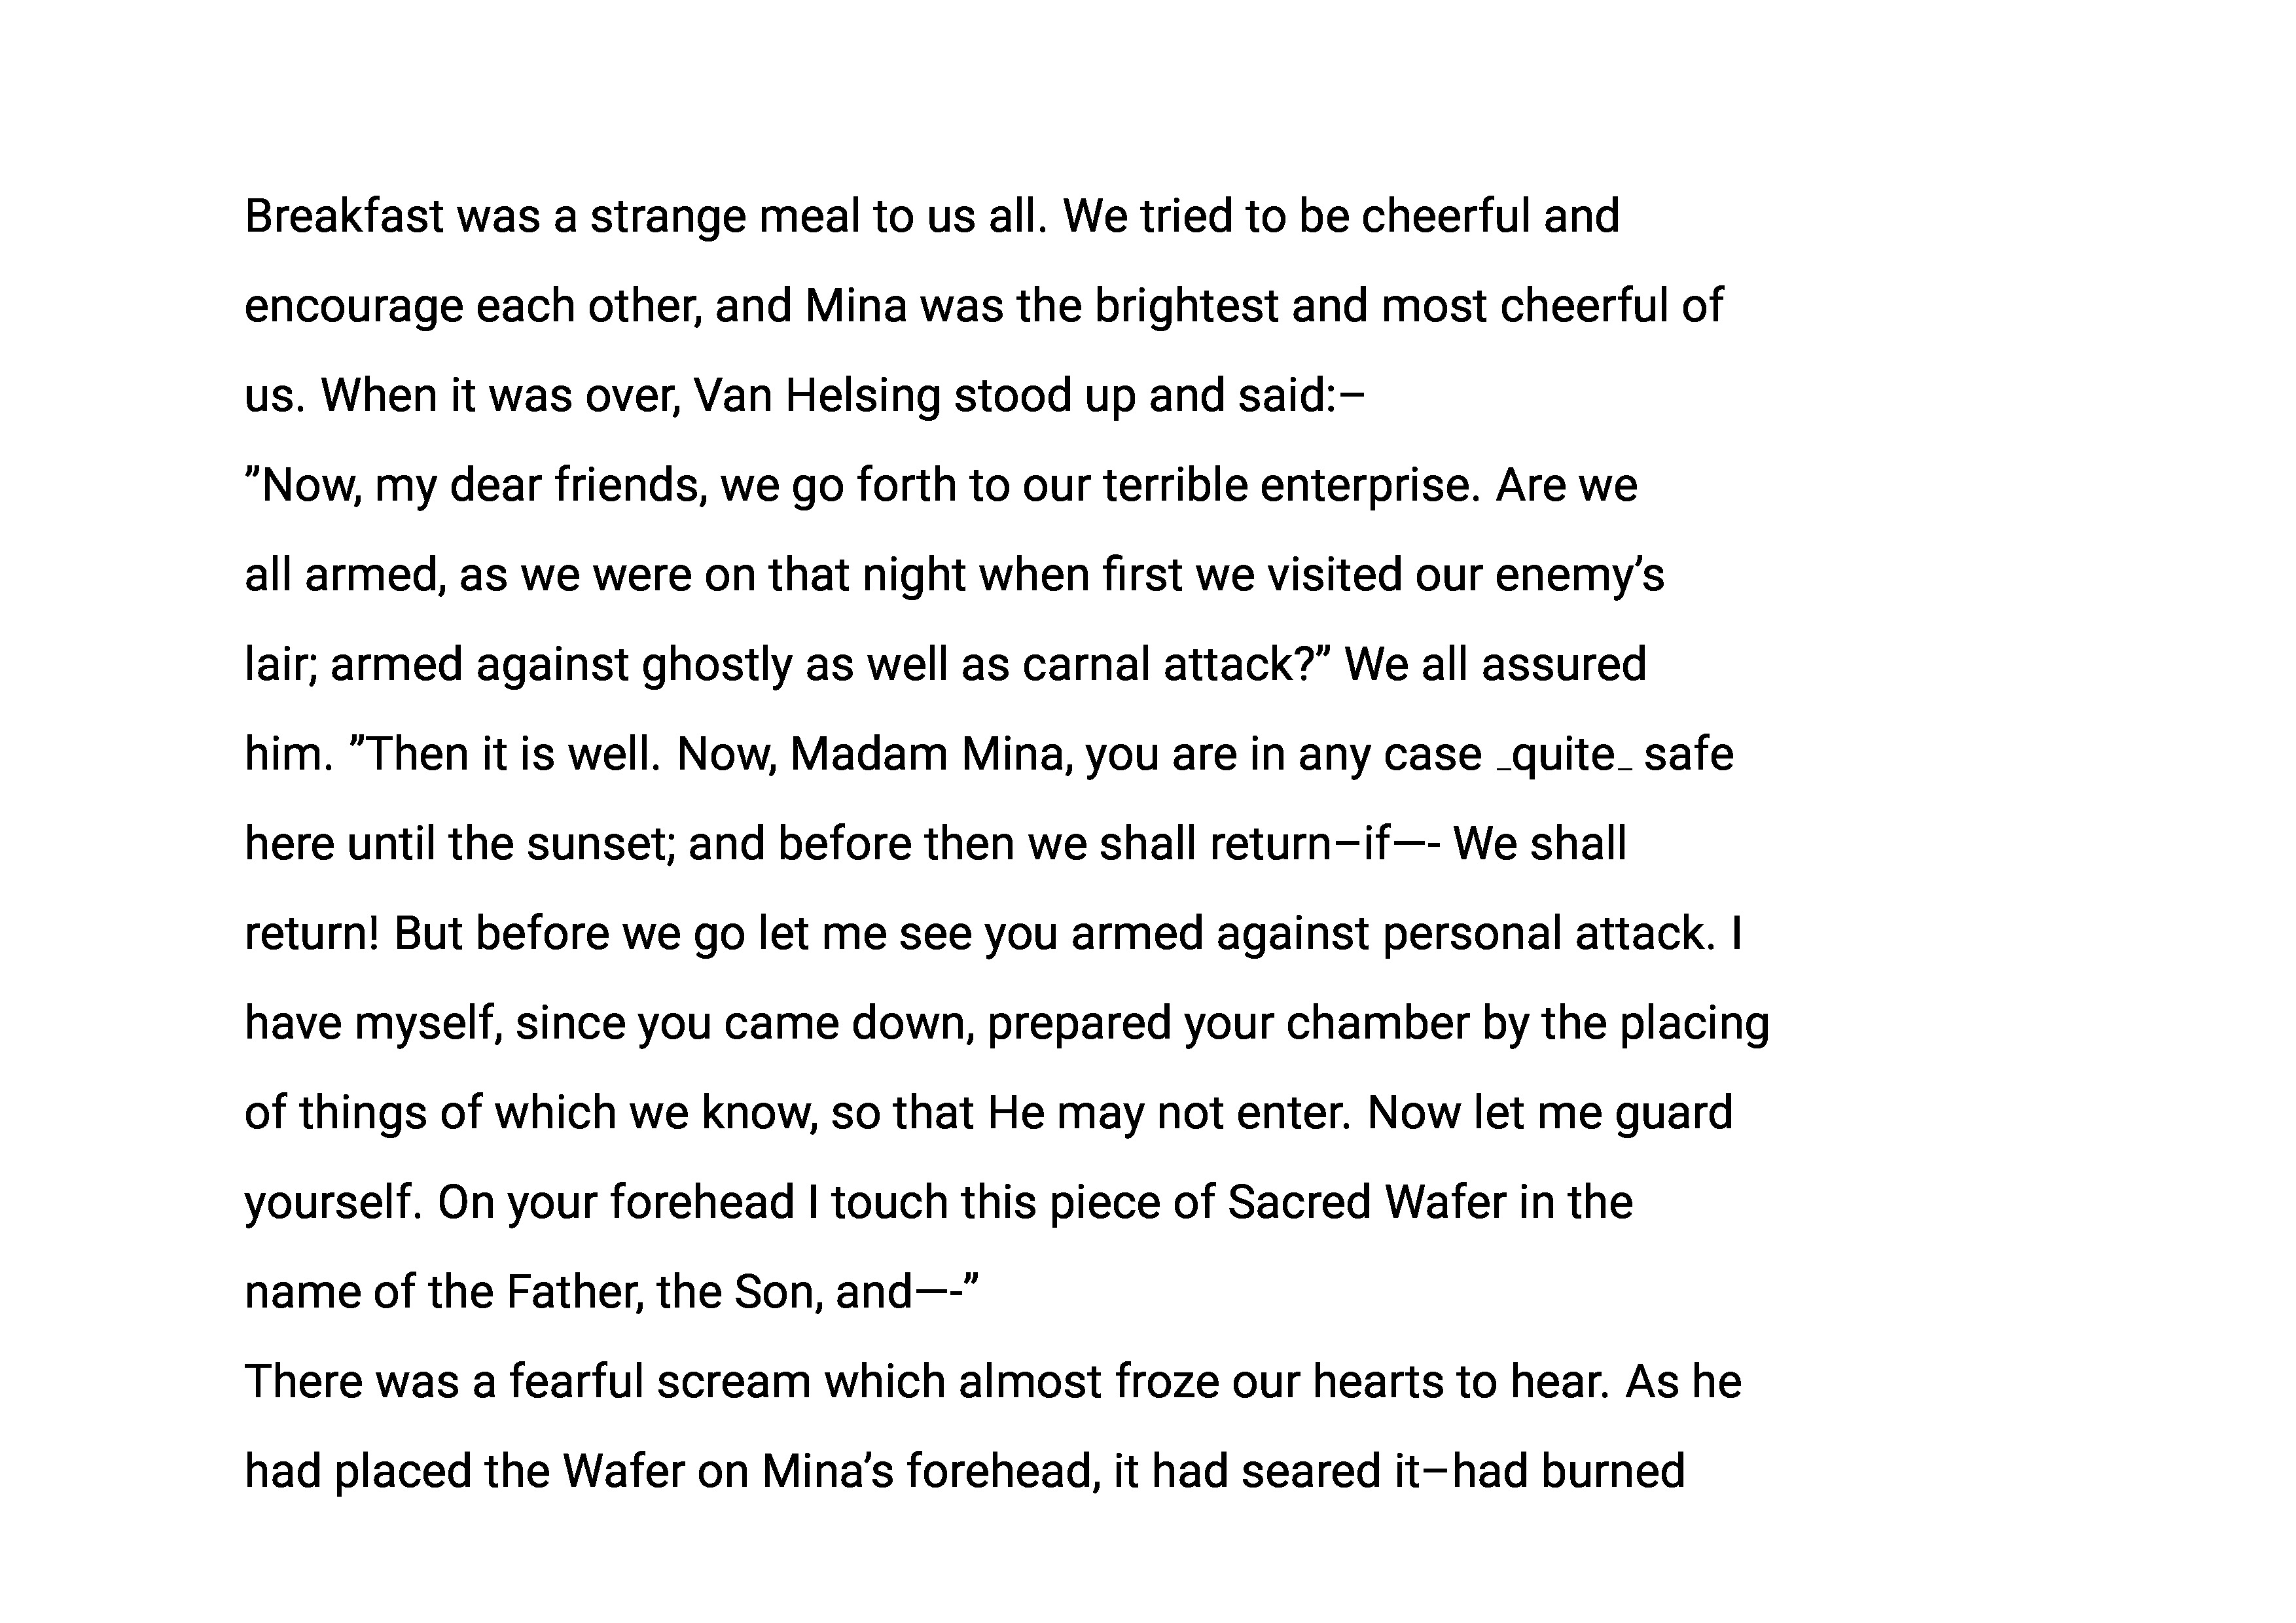 Breakfast was a strange meal to us all. We tried to be cheerful and
encourage each other, and Mina was the brightest and most cheerful of
us. When it was over, Van Helsing stood up and said:–
”Now, my dear friends, we go forth to our terrible enterprise. Are we
all armed, as we were on that night when first we visited our enemy’s
lair; armed against ghostly as well as carnal attack?” We all assured
him. ”Then it is well. Now, Madam Mina, you are in any case _quite_ safe
here until the sunset; and before then we shall return–if—- We shall
return! But before we go let me see you armed against personal attack. I
have myself, since you came down, prepared your chamber by the placing
of things of which we know, so that He may not enter. Now let me guard
yourself. On your forehead I touch this piece of Sacred Wafer in the
name of the Father, the Son, and—-”
There was a fearful scream which almost froze our hearts to hear. As he
had placed the Wafer on Mina’s forehead, it had seared it–had burned